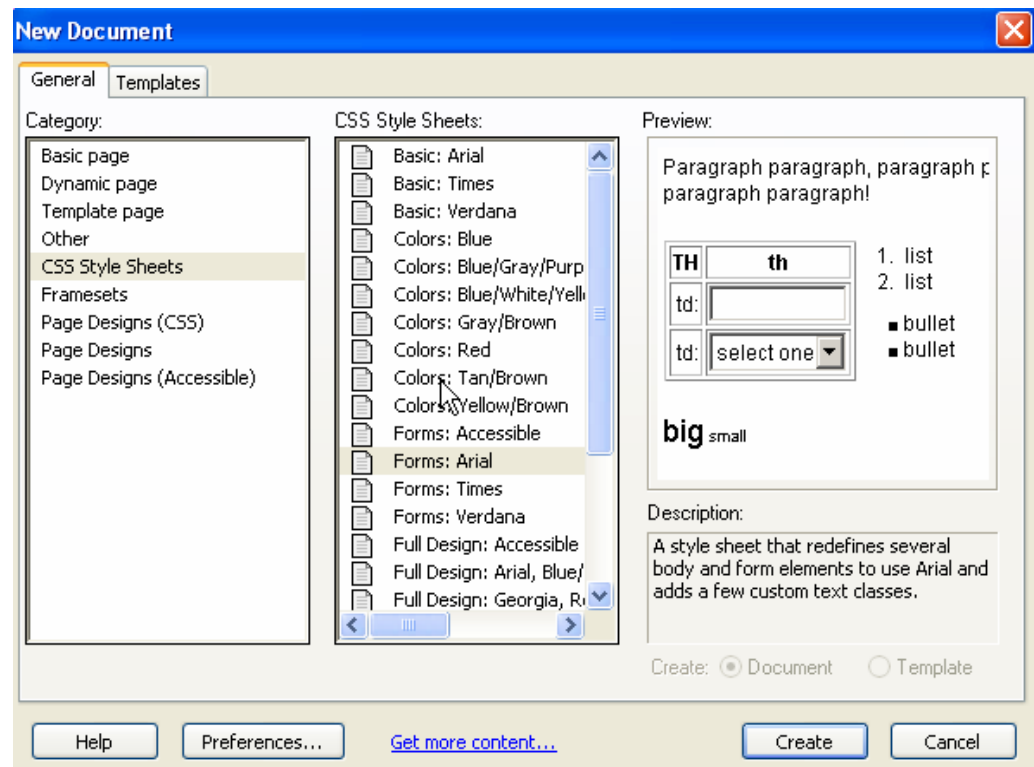 New Document
General
Templates
Category:
Basic page
Dynamic page
Template page
Other
CSS Style Sheets
Framesets
Page Designs (CSS)
Page Designs
Page Designs (Accessible)
CSS Style Sheets:
Basic: Arial
Basic: Times
Basic: Verdana
Colors: Blue
Colors: Blue/Gray/Purp
Colors: Blue/White/Yell
Colors: Gray/Brown
Colors: Red
Colors: Tan/Brown
Colors: Yellow/Brown
Forms: Accessible
Forms: Arial
Forms: Times
Forms: Verdana
Full Design: Accessible
Full Design: Arial, Blue/
Full Design: Georgia, R
Preview:
Paragraph paragraph, paragraph p
paragraph paragraph!
TH th
td:
td: select one
1. list
2. list
▪ bullet
▪ bullet
big small
Description:
A style sheet that redefines several
body and form elements to use Arial and
adds a few custom text classes.
Create: Document Template
Help
Preferences...
Get more content...
Create
Cancel